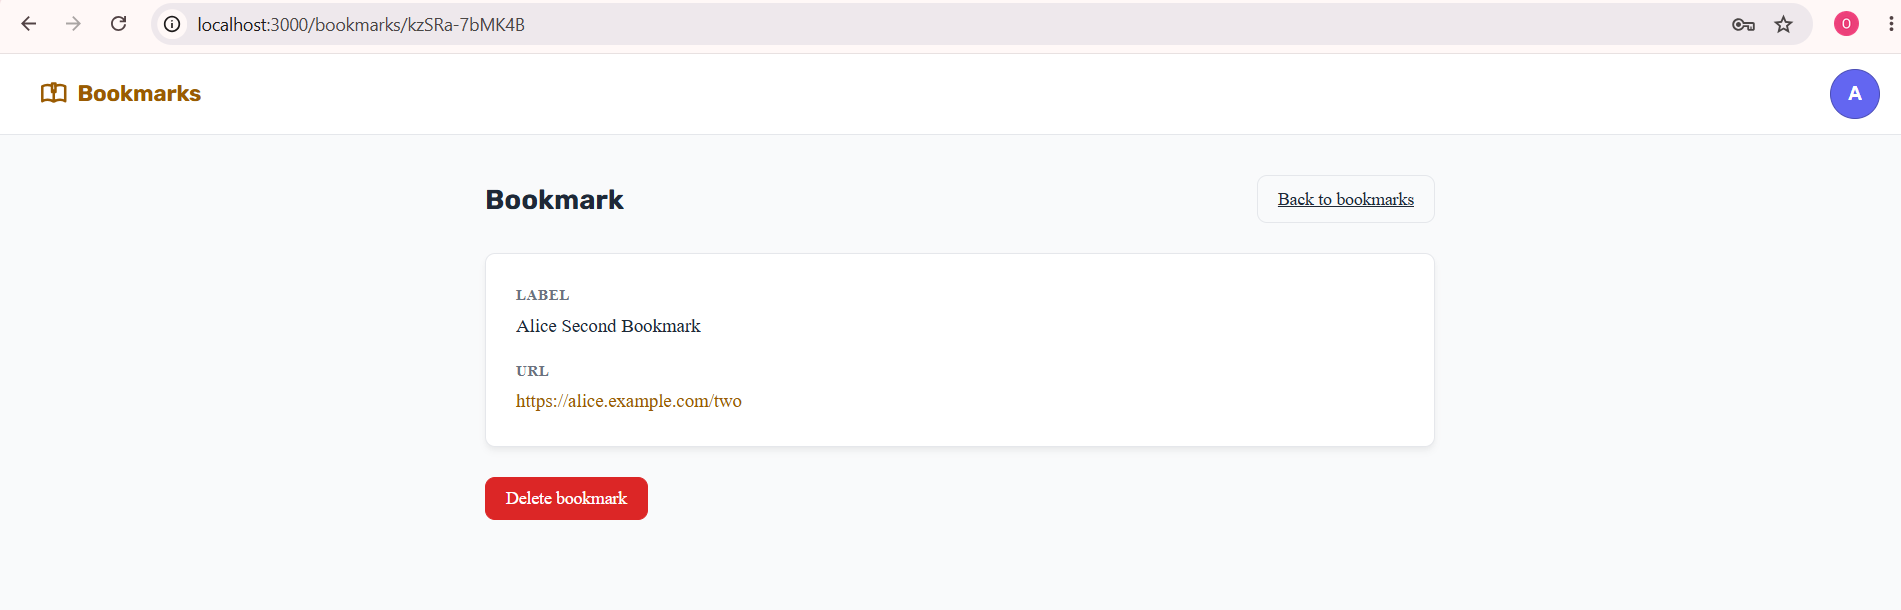 localhost:3000/bookmarks/kzSRa-7bMK4B
O
Bookmarks
A
Bookmark
Back to bookmarks
LABEL
Alice Second Bookmark
URL
https://alice.example.com/two
Delete bookmark